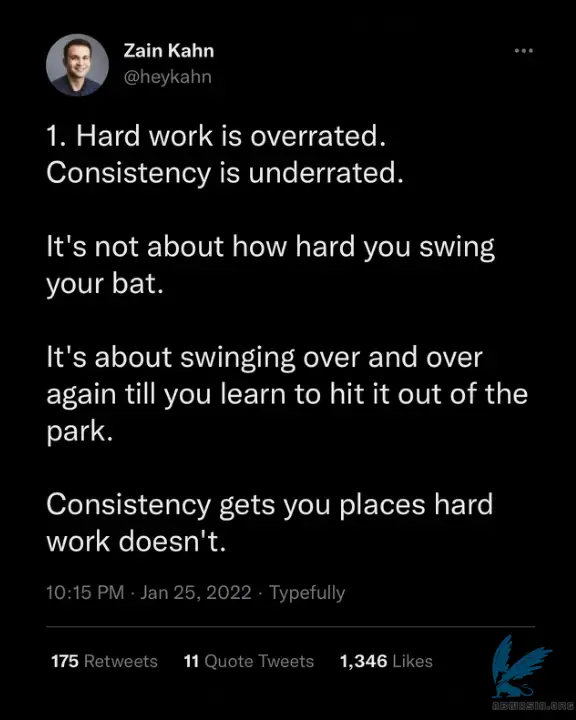 Zain Kahn
@heykahn
1. Hard work is overrated.
Consistency is underrated.
It's not about how hard you swing
your bat.
It's about swinging over and over
again till you learn to hit it out of the
park.
Consistency gets you places hard
work doesn't.
10:15 PM · Jan 25, 2022 · Typefully
175 Retweets 11 Quote Tweets 1,346 Likes